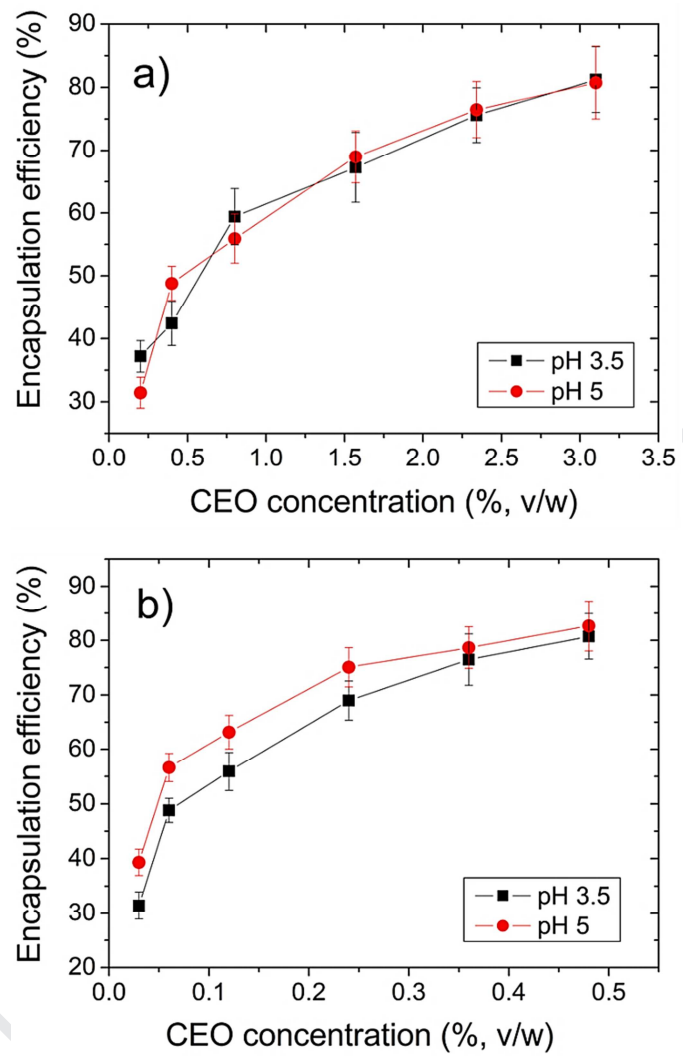 a)
Encapsulation efficiency (%)
90
80
70
60
50
40
30
pH 3.5
pH 5
0.0 0.5 1.0 1.5 2.0 2.5 3.0 3.5
CEO concentration (%, v/w)
b)
Encapsulation efficiency (%)
90
80
70
60
50
40
30
20
pH 3.5
pH 5
0.0 0.1 0.2 0.3 0.4 0.5
CEO concentration (%, v/w)